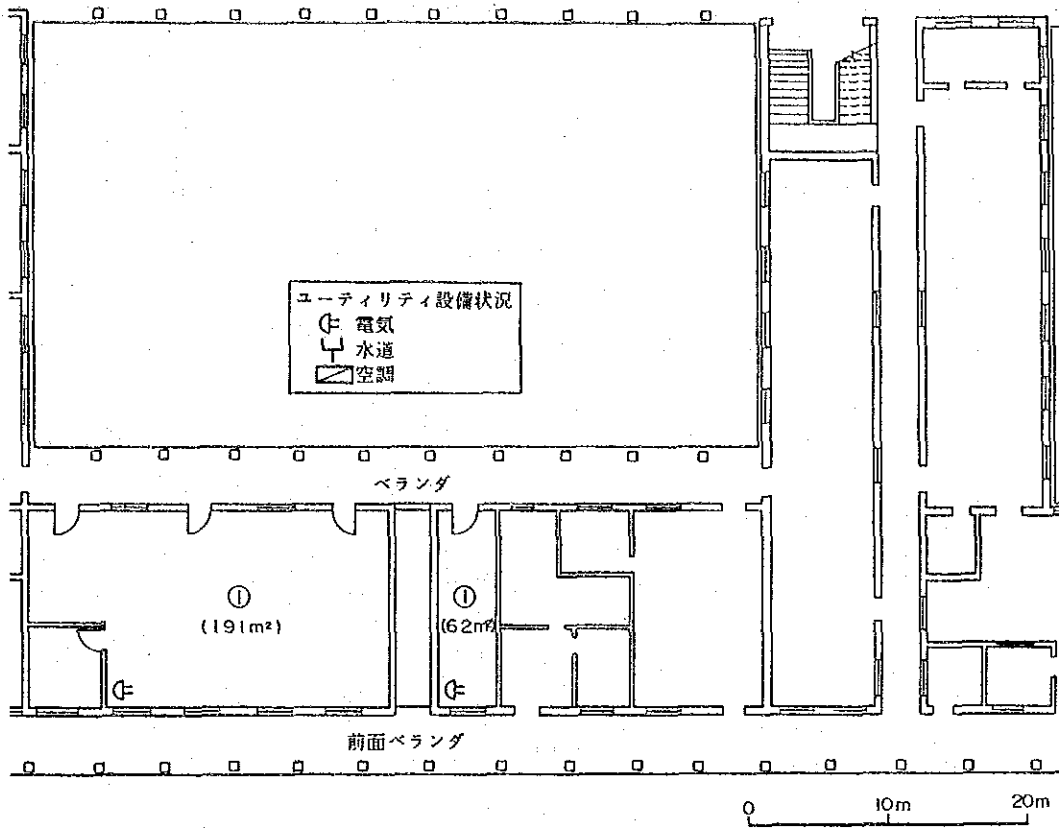 ユーティリティ設備状況
電気
水道
空調
ベランダ
①
(191m²)
①
(62m²)
前面ベランダ
0 10m 20m